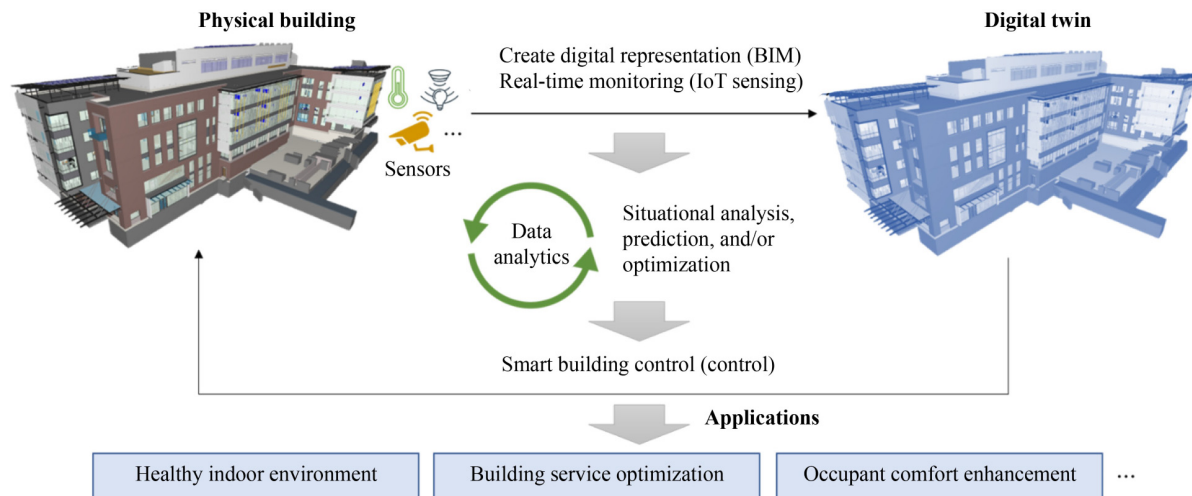 Physical building
Digital twin
Create digital representation (BIM)
Real-time monitoring (IoT sensing)
...
Sensors
Data
analytics
Situational analysis,
prediction, and/or
optimization
Smart building control (control)
Applications
Healthy indoor environment
Building service optimization
Occupant comfort enhancement
...